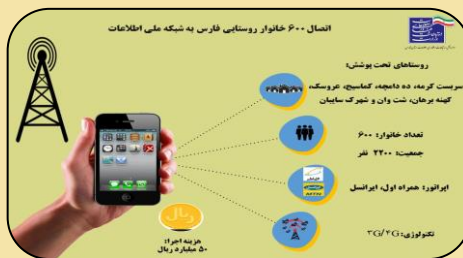 اتصال ۶۰۰ خانوار روستایی فارس به شبکه ملی اطلاعات
روستاهای تحت پوشش:
سربست کرمه، ده دامچه، کماسیج، عروسک،
کهنه برهان، شت وان و شهرک سایبان
تعداد خانوار: ۶۰۰
جمعیت: ۲۲۰۰ نفر
اپراتور: همراه اول، ایرانسل
تکنولوژی: ۳G/۴G
ریال
هزینه اجرا:
۵۰ میلیارد ریال